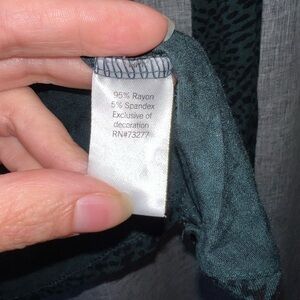 95% Rayon
5% Spandex
Exclusive of
decoration
RN#73277